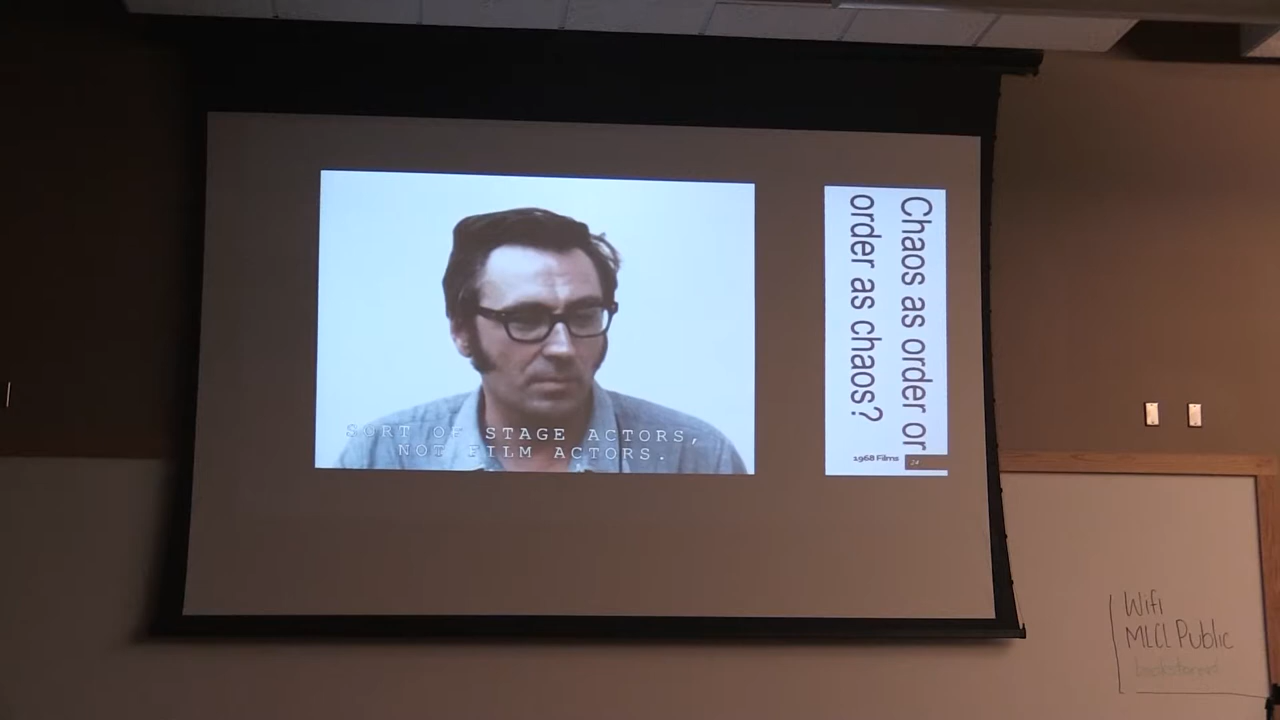 SORT OF STAGE ACTORS,
NOT FILM ACTORS.
Chaos as order or
order as chaos?
1968 Films
24
Wifi
MLCL Public